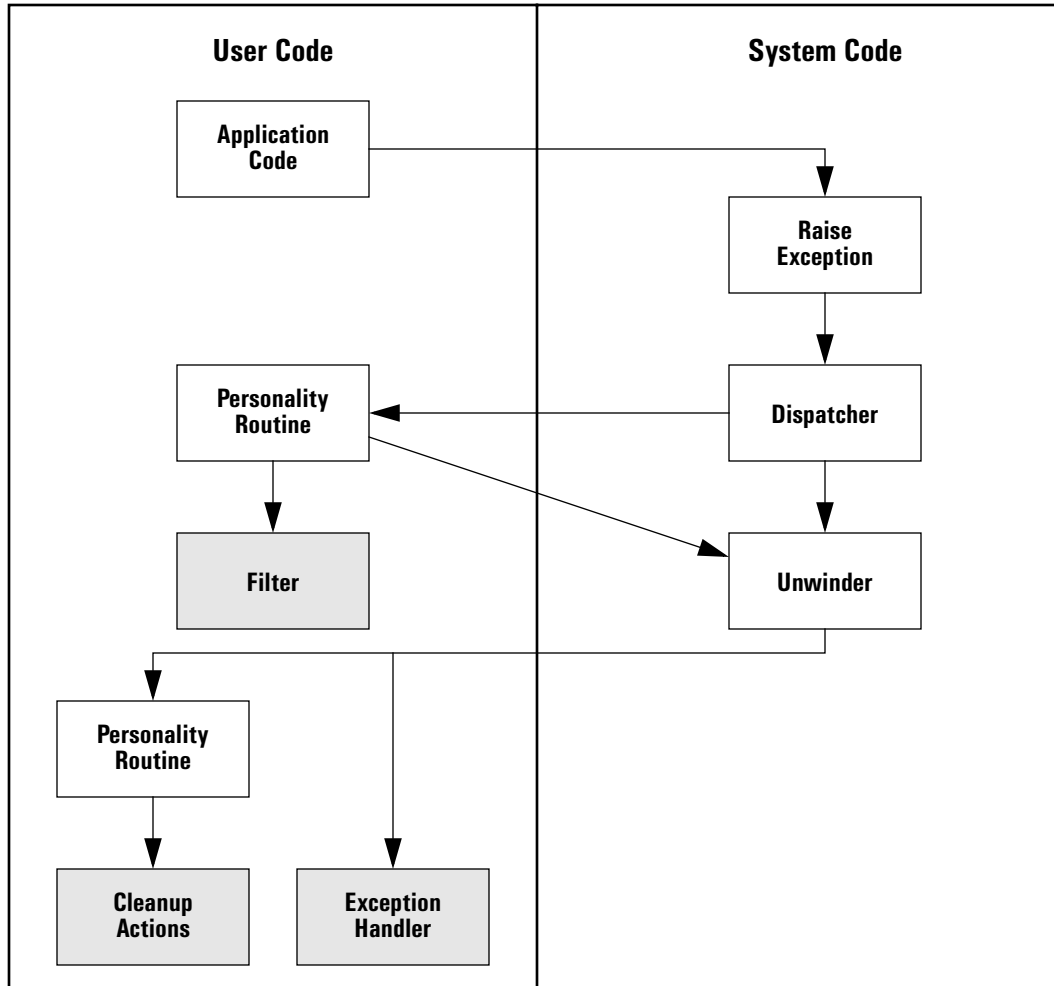 User Code
System Code
Application
Code
Raise
Exception
Personality
Routine
Dispatcher
Filter
Unwinder
Personality
Routine
Cleanup
Actions
Exception
Handler